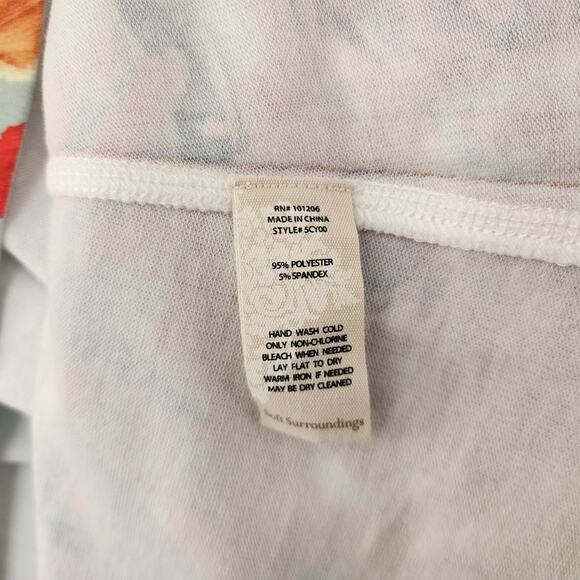 RN# 101206
MADE IN CHINA
STYLE# 5CY00
95% POLYESTER
5% SPANDEX
HAND WASH COLD
ONLY NON-CHLORINE
BLEACH WHEN NEEDED
LAY FLAT TO DRY
WARM IRON IF NEEDED
MAY BE DRY CLEANED
Soft Surroundings